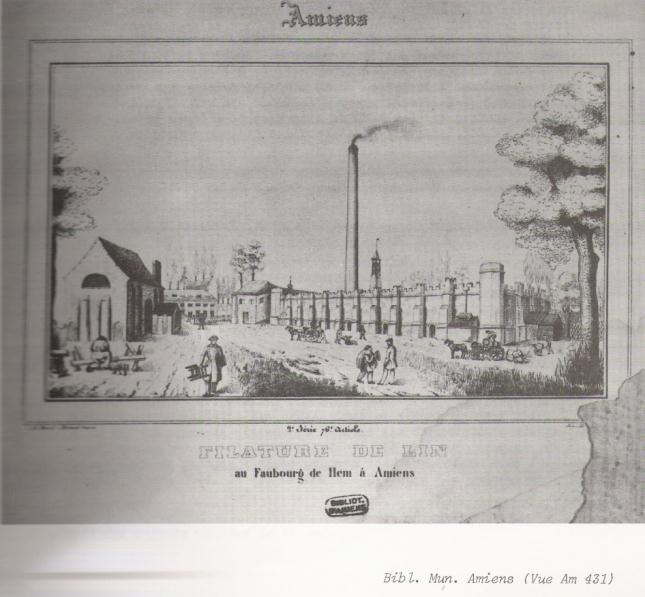 Amiens
2e Série 76e Article.
FILATURE DE LIN
au Faubourg de Hem à Amiens
BIBLIOT.
D'AMIENS
Bibl. Mun. Amiens (Vue Am 431)